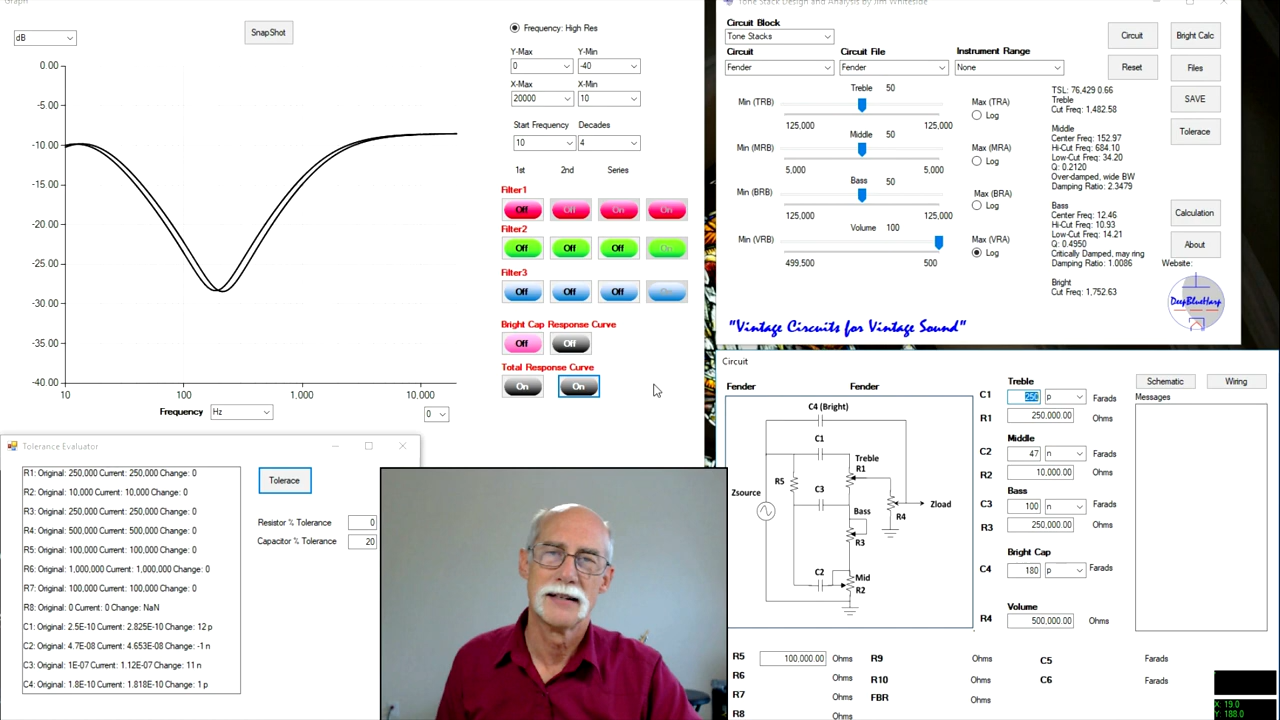 Graph
dB
SnapShot
0.00
-5.00
-10.00
-15.00
-20.00
-25.00
-30.00
-35.00
-40.00
10
100
1,000
10,000
Frequency
Hz
0
Frequency: High Res
Y-Max
Y-Min
0
-40
X-Max
X-Min
20000
10
Start Frequency
Decades
10
4
1st
2nd
Series
Filter1
Off
Off
On
On
Filter2
Off
Off
Off
On
Filter3
Off
Off
Off
On
Bright Cap Response Curve
Off
Off
Total Response Curve
On
On
Tone Stack Design and Analysis by Jim Whiteside
Circuit Block
Tone Stacks
Circuit
Circuit File
Instrument Range
Fender
Fender
None
Circuit
Bright Calc
Reset
Files
SAVE
Tolerance
Calculation
About
Website:
DeepBlueHarp
Treble 50
Min (TRB)
125,000
125,000
Max (TRA)
Log
Middle 50
Min (MRB)
5,000
5,000
Max (MRA)
Log
Bass 50
Min (BRB)
125,000
125,000
Max (BRA)
Log
Volume 100
Min (VRB)
499,500
500
Max (VRA)
Log
TSL: 76,429 0.66
Treble
Cut Freq: 1,482.58
Middle
Center Freq: 152.97
Hi-Cut Freq: 684.10
Low-Cut Freq: 34.20
Q: 0.2120
Over-damped, wide BW
Damping Ratio: 2.3479
Bass
Center Freq: 12.46
Hi-Cut Freq: 10.93
Low-Cut Freq: 14.21
Q: 0.4950
Critically Damped, may ring
Damping Ratio: 1.0086
Bright
Cut Freq: 1,752.63
"Vintage Circuits for Vintage Sound"
Tolerance Evaluator
R1: Original: 250,000 Current: 250,000 Change: 0
R2: Original: 10,000 Current: 10,000 Change: 0
R3: Original: 250,000 Current: 250,000 Change: 0
R4: Original: 500,000 Current: 500,000 Change: 0
R5: Original: 100,000 Current: 100,000 Change: 0
R6: Original: 1,000,000 Current: 1,000,000 Change: 0
R7: Original: 100,000 Current: 100,000 Change: 0
R8: Original: 0 Current: 0 Change: NaN
C1: Original: 2.5E-10 Current: 2.625E-10 Change: 12 p
C2: Original: 4.7E-08 Current: 4.653E-08 Change: -1 n
C3: Original: 1E-07 Current: 1.12E-07 Change: 11 n
C4: Original: 1.8E-10 Current: 1.818E-10 Change: 1 p
Tolerace
Resistor % Tolerance
0
Capacitor % Tolerance
20
Circuit
Fender
Fender
C4 (Bright)
C1
Treble
R1
R5
C3
Zsource
R4
Zload
Bass
R3
C2
Mid
R2
Treble
C1
250
p
Farads
R1
250,000.00
Ohms
Middle
C2
47
n
Farads
R2
10,000.00
Ohms
Bass
C3
100
n
Farads
R3
250,000.00
Ohms
Bright Cap
C4
180
p
Farads
Volume
R4
500,000.00
Ohms
Schematic
Wiring
Messages
R5
100,000.00
Ohms
R9
Ohms
C5
Farads
R6
Ohms
R10
Ohms
C6
Farads
R7
Ohms
FBR
Ohms
R8
Ohms
X: 19.0
Y: 188.0